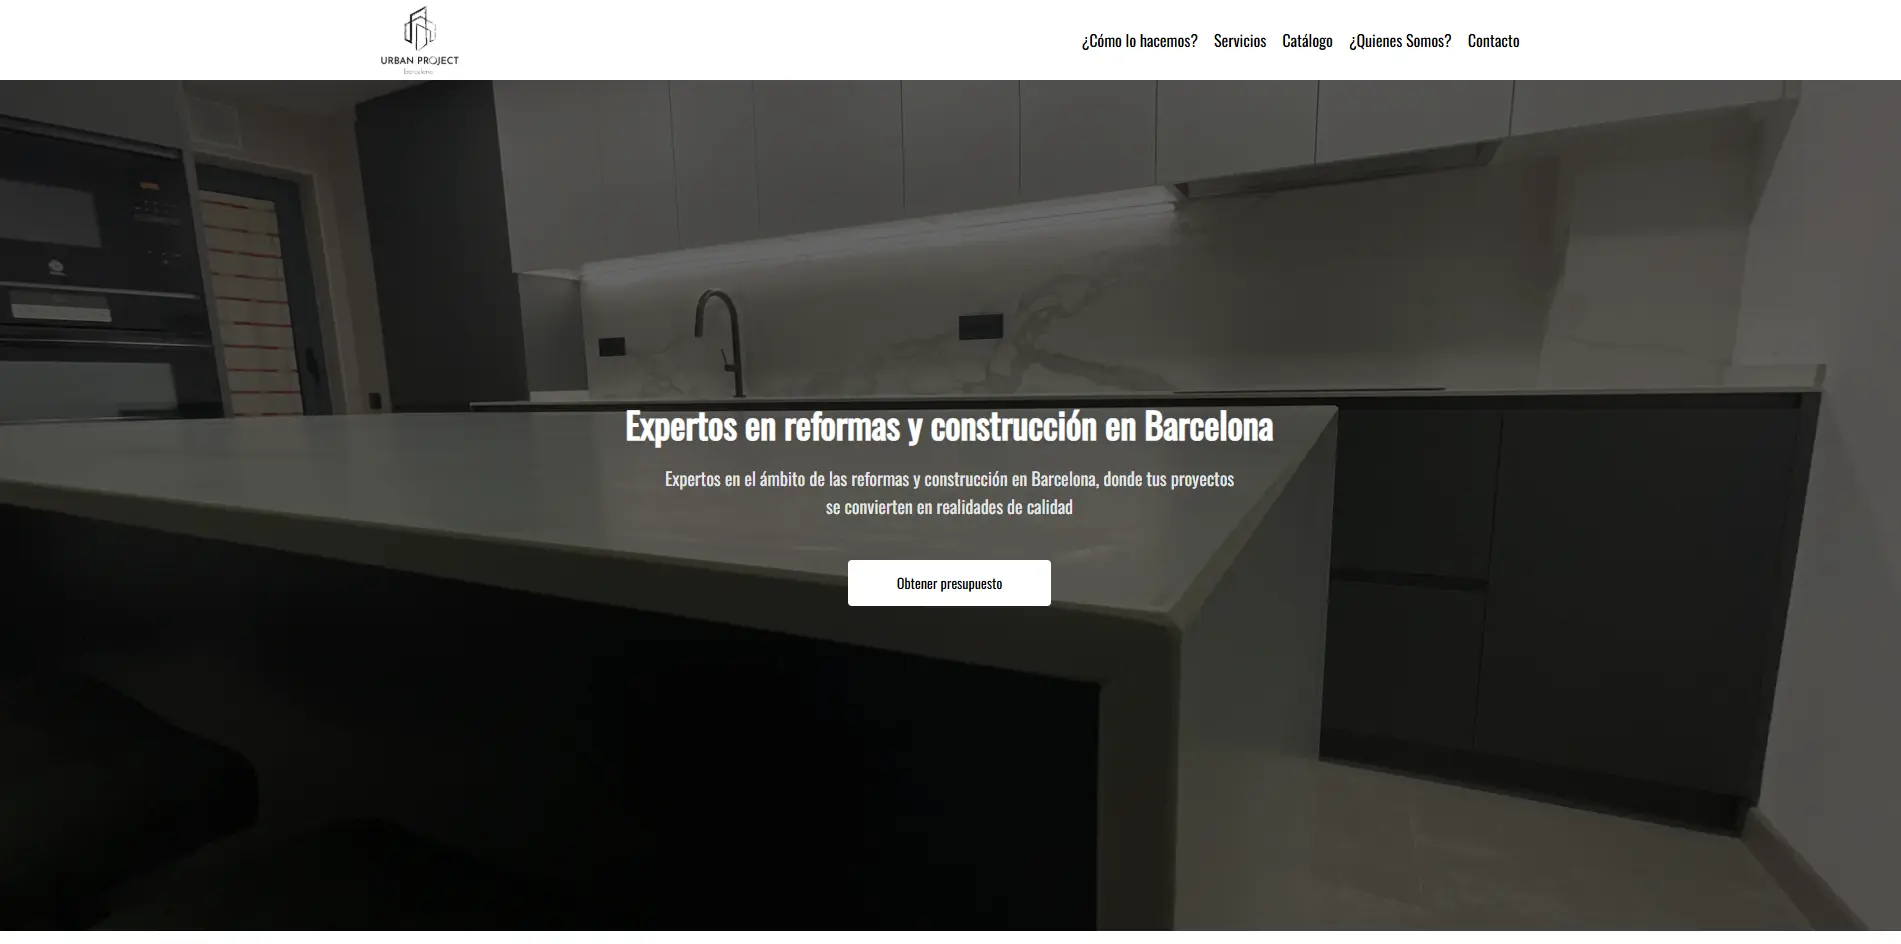 URBAN PROJECT
barcelona
¿Cómo lo hacemos? Servicios Catálogo ¿Quienes Somos? Contacto
Expertos en reformas y construcción en Barcelona
Expertos en el ámbito de las reformas y construcción en Barcelona, donde tus proyectos
se convierten en realidades de calidad
Obtener presupuesto